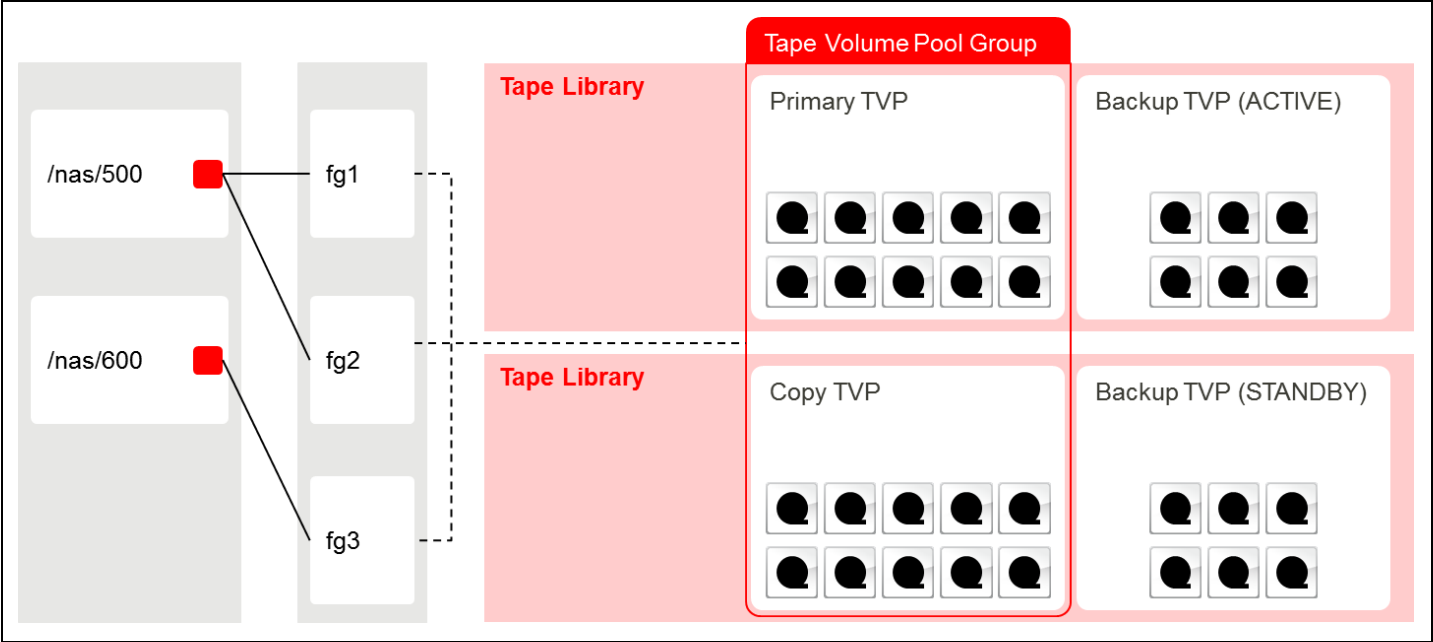 Tape Volume Pool Group
Tape Library
Primary TVP
Backup TVP (ACTIVE)
/nas/500
fg1
/nas/600
fg2
Tape Library
Copy TVP
Backup TVP (STANDBY)
fg3